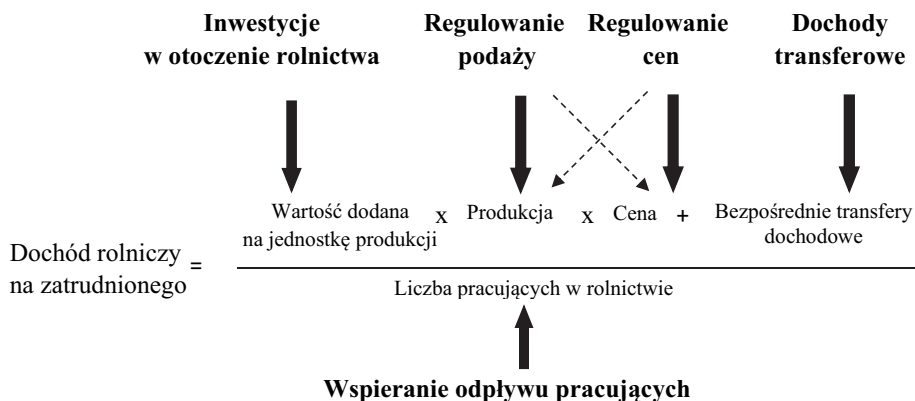 Inwestycje
w otoczenie rolnictwa
Regulowanie
podaży
Regulowanie
cen
Dochody
transferowe
Wartość dodana
na jednostkę produkcji
x
Produkcja
x
Cena
+
Bezpośrednie transfery
dochodowe
Dochód rolniczy
na zatrudnionego
=
Liczba pracujących w rolnictwie
Wspieranie odpływu pracujących